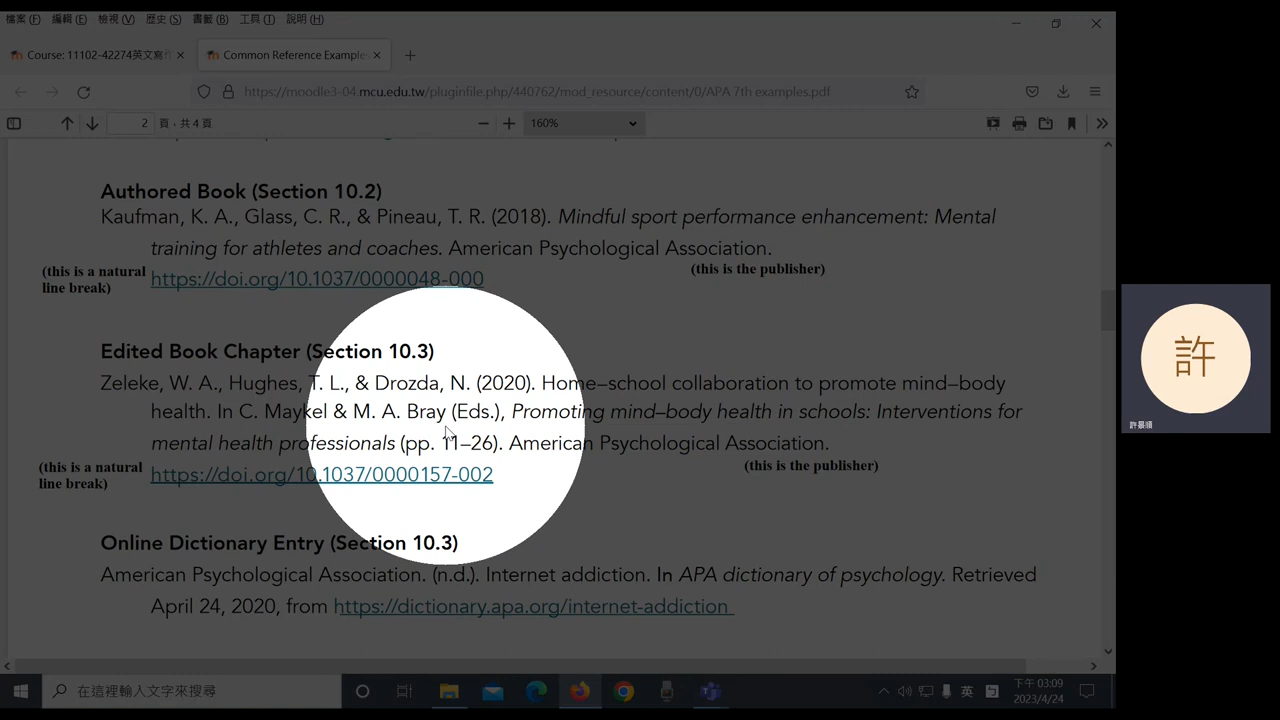 檔案(F) 編輯(E) 檢視(V) 歷史(S) 書籤(B) 工具(T) 說明(H)
Course: 11102-42274英文寫作
Common Reference Examples
https://moodle3-04.mcu.edu.tw/pluginfile.php/440762/mod_resource/content/0/APA 7th examples.pdf
2 頁,共 4 頁
160%
Authored Book (Section 10.2)
Kaufman, K. A., Glass, C. R., & Pineau, T. R. (2018). Mindful sport performance enhancement: Mental
training for athletes and coaches. American Psychological Association.
(this is a natural
line break)
https://doi.org/10.1037/0000048-000
(this is the publisher)
Edited Book Chapter (Section 10.3)
Zeleke, W. A., Hughes, T. L., & Drozda, N. (2020). Home–school collaboration to promote mind–body
health. In C. Maykel & M. A. Bray (Eds.), Promoting mind–body health in schools: Interventions for
mental health professionals (pp. 11–26). American Psychological Association.
(this is a natural
line break)
https://doi.org/10.1037/0000157-002
(this is the publisher)
Online Dictionary Entry (Section 10.3)
American Psychological Association. (n.d.). Internet addiction. In APA dictionary of psychology. Retrieved
April 24, 2020, from https://dictionary.apa.org/internet-addiction
許
許景順
在這裡輸入文字來搜尋
英
下午 03:09
2023/4/24